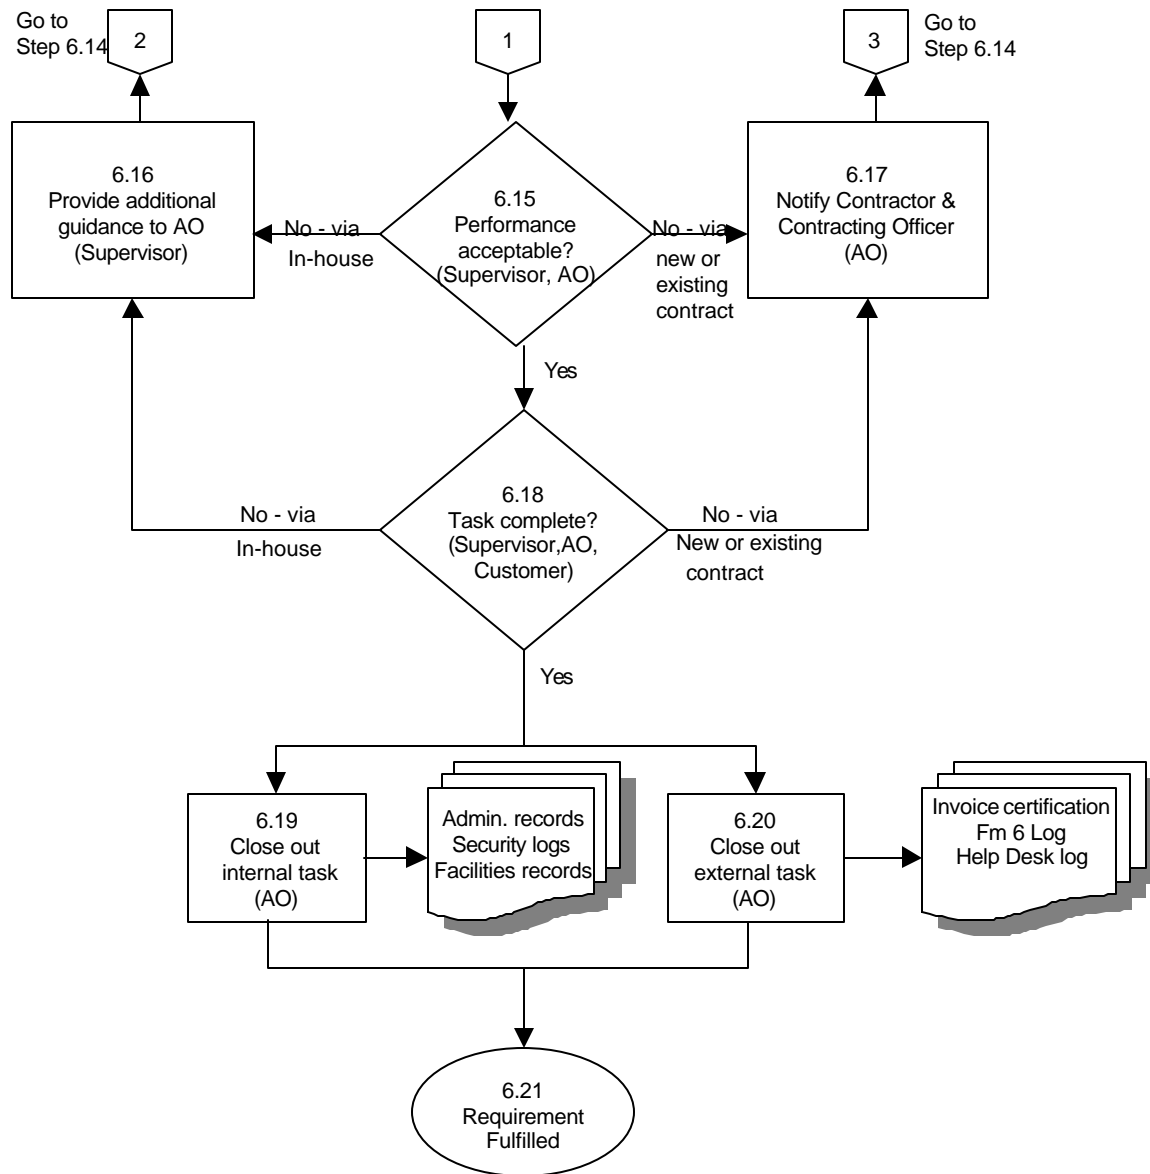 Go to
Step 6.14
2
1
3
Go to
Step 6.14
6.16
Provide additional
guidance to AO
(Supervisor)
6.15
Performance
acceptable?
(Supervisor, AO)
6.17
Notify Contractor &
Contracting Officer
(AO)
No - via
In-house
No - via
new or
existing
contract
Yes
6.18
Task complete?
(Supervisor,AO,
Customer)
No - via
In-house
No - via
New or existing
contract
Yes
6.19
Close out
internal task
(AO)
Admin. records
Security logs
Facilities records
6.20
Close out
external task
(AO)
Invoice certification
Fm 6 Log
Help Desk log
6.21
Requirement
Fulfilled